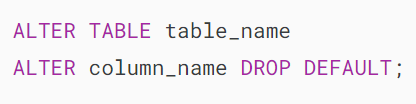 ALTER TABLE table_name
ALTER column_name DROP DEFAULT;